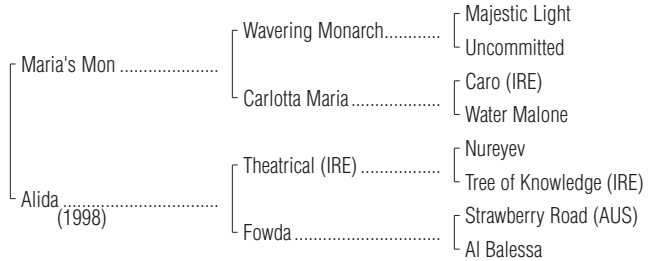 Majestic Light
Wavering Monarch............
Uncommitted
Maria's Mon .....................
Caro (IRE)
Carlotta Maria ...................
Water Malone
Nureyev
Theatrical (IRE) .................
Tree of Knowledge (IRE)
Alida ...........................
(1998)
Strawberry Road (AUS)
Fowda ...............................
Al Balessa